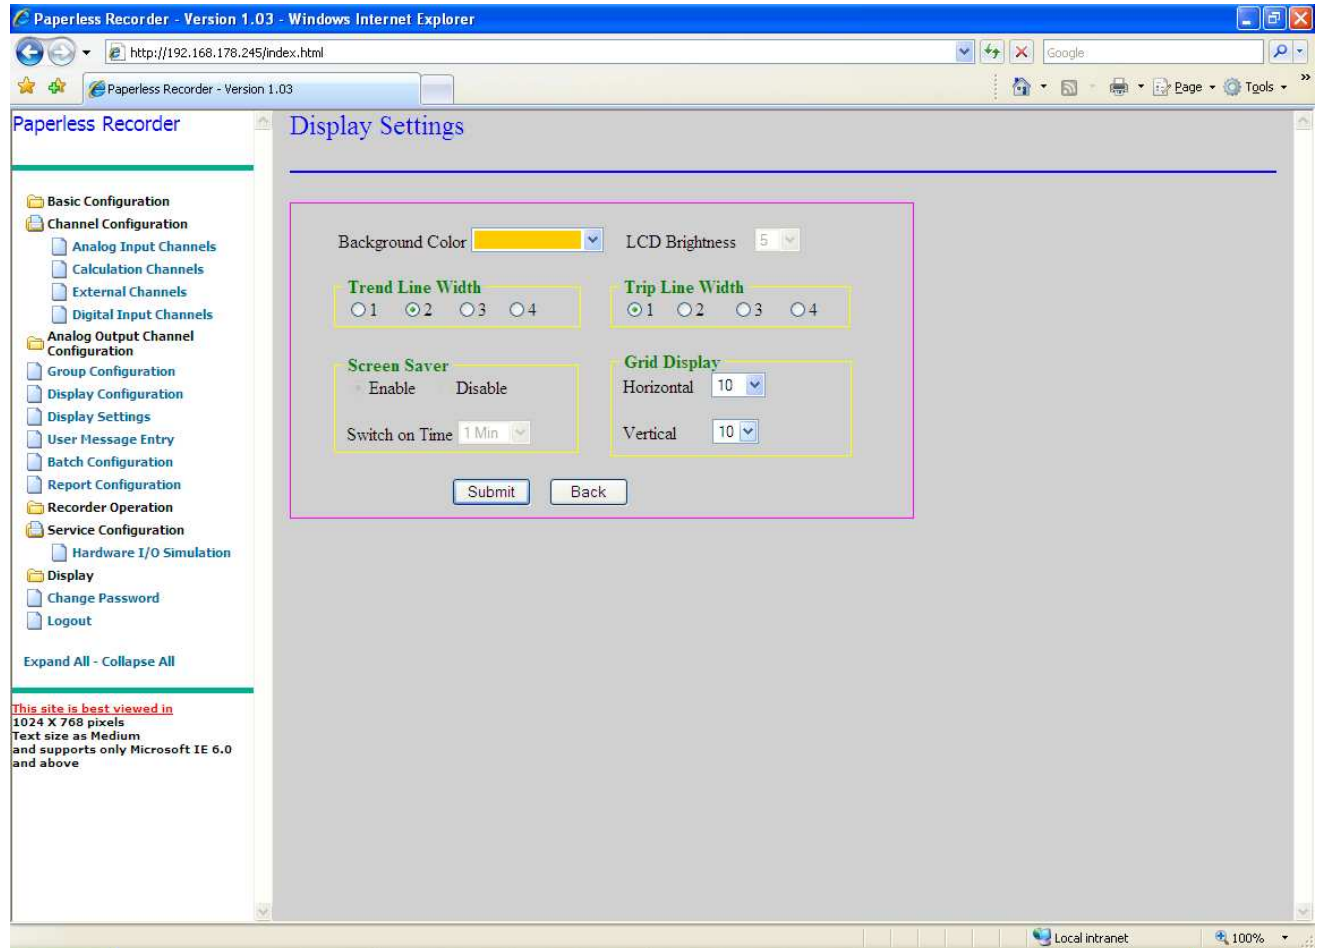 Paperless Recorder - Version 1.03 - Windows Internet Explorer
http://192.168.178.245/index.html
Google
Paperless Recorder - Version 1.03
Page
Tools
Paperless Recorder
Basic Configuration
Channel Configuration
Analog Input Channels
Calculation Channels
External Channels
Digital Input Channels
Analog Output Channel
Configuration
Group Configuration
Display Configuration
Display Settings
User Message Entry
Batch Configuration
Report Configuration
Recorder Operation
Service Configuration
Hardware I/O Simulation
Display
Change Password
Logout
Expand All - Collapse All
This site is best viewed in
1024 X 768 pixels
Text size as Medium
and supports only Microsoft IE 6.0
and above
Display Settings
Background Color
LCD Brightness 5
Trend Line Width
1 2 3 4
Trip Line Width
1 2 3 4
Screen Saver
Enable Disable
Switch on Time 1 Min
Grid Display
Horizontal 10
Vertical 10
Submit Back
Local intranet
100%